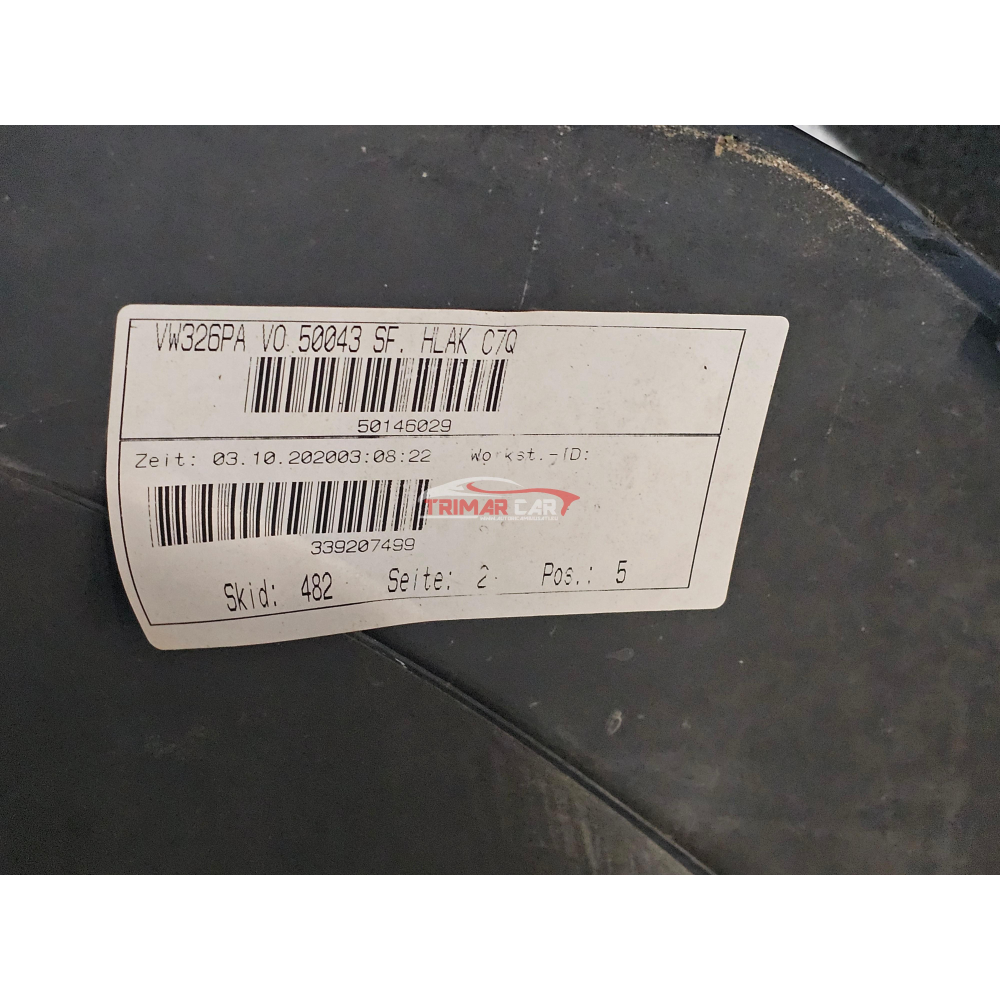 VW326PA VO 50043 SF. HLAK C7Q
50146029
Zeit: 03.10.202003:08:22 Workst.-ID:
TRIMAR CAR
339207499
Skid: 482 Seite: 2 Pos.: 5